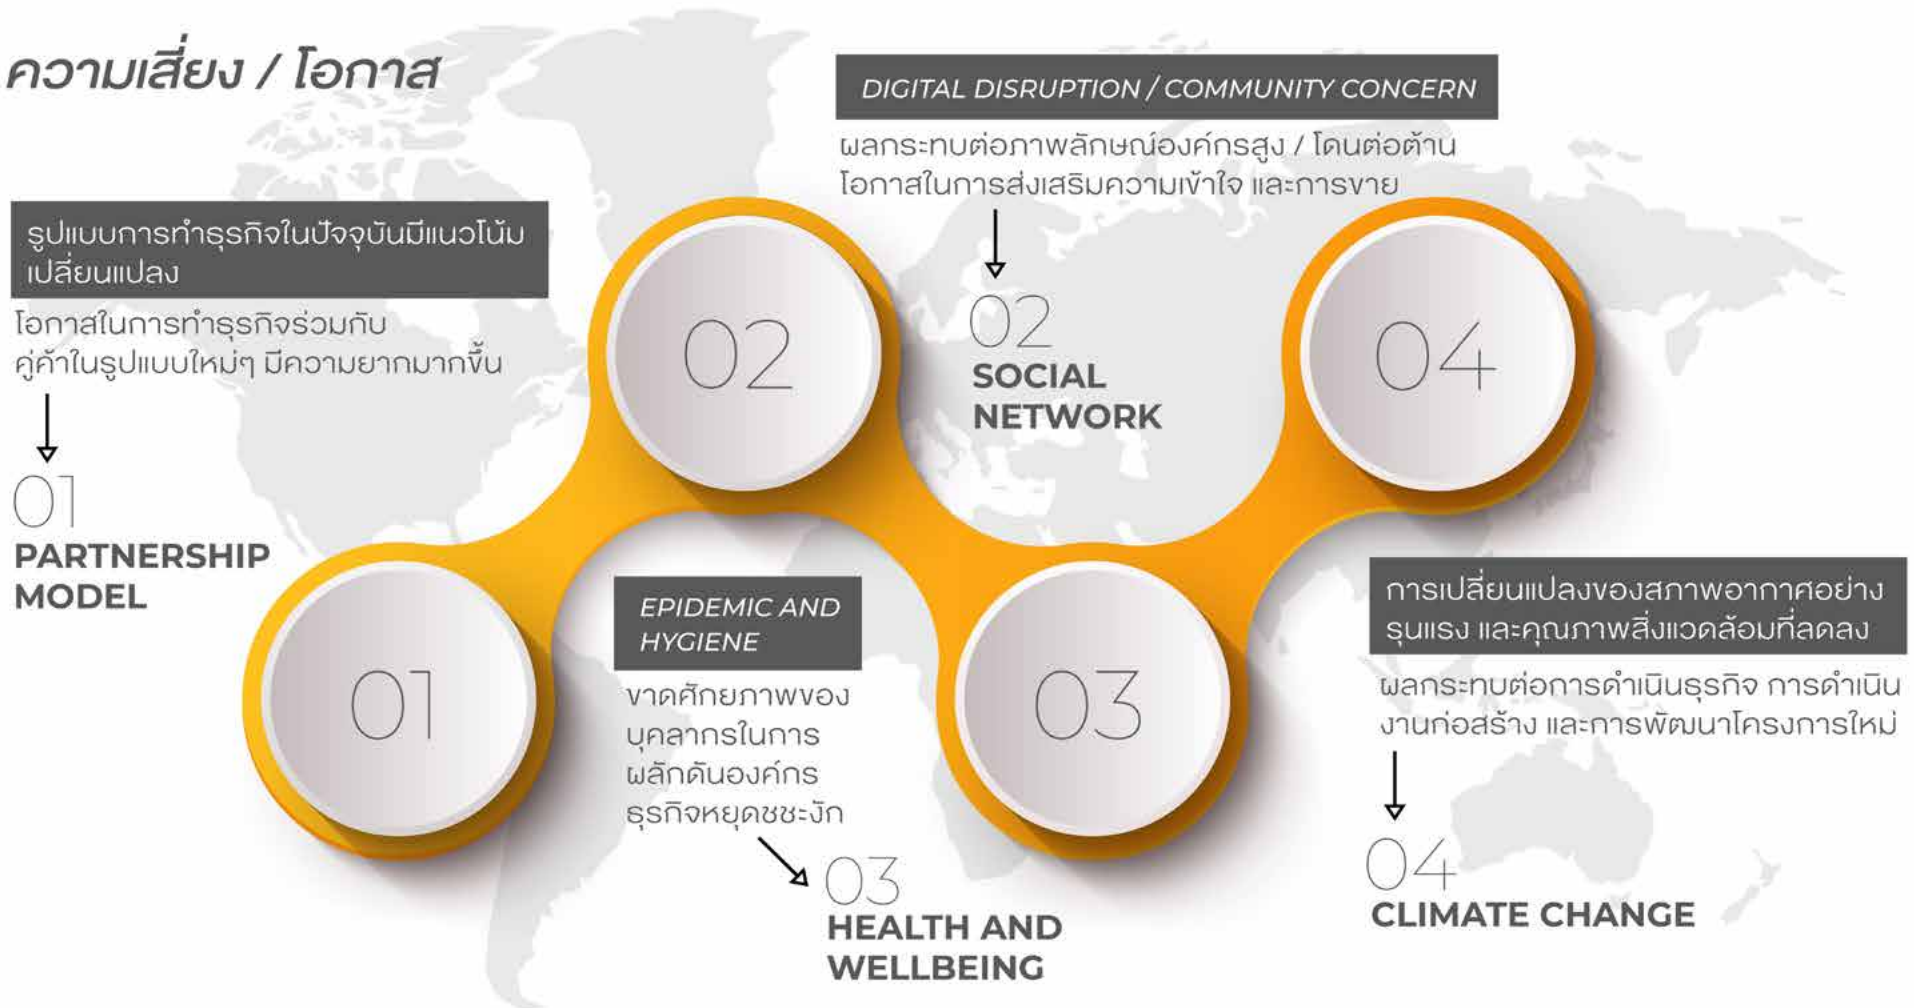 ความเสี่ยง / โอกาส
รูปแบบการทำธุรกิจในปัจจุบันมีแนวโน้ม
เปลี่ยนแปลง
โอกาสในการทำธุรกิจร่วมกับ
คู่ค้าในรูปแบบใหม่ๆ มีความยากมากขึ้น
01
PARTNERSHIP
MODEL
01
02
DIGITAL DISRUPTION / COMMUNITY CONCERN
ผลกระทบต่อภาพลักษณ์องค์กรสูง / โดนต่อต้าน
โอกาสในการส่งเสริมความเข้าใจ และการขาย
02
SOCIAL
NETWORK
EPIDEMIC AND
HYGIENE
ขาดศักยภาพของ
บุคลากรในการ
ผลักดันองค์กร
ธุรกิจหยุดชชะงัก
03
HEALTH AND
WELLBEING
03
04
การเปลี่ยนแปลงของสภาพอากาศอย่าง
รุนแรง และคุณภาพสิ่งแวดล้อมที่ลดลง
ผลกระทบต่อการดำเนินธุรกิจ การดำเนิน
งานก่อสร้าง และการพัฒนาโครงการใหม่
04
CLIMATE CHANGE